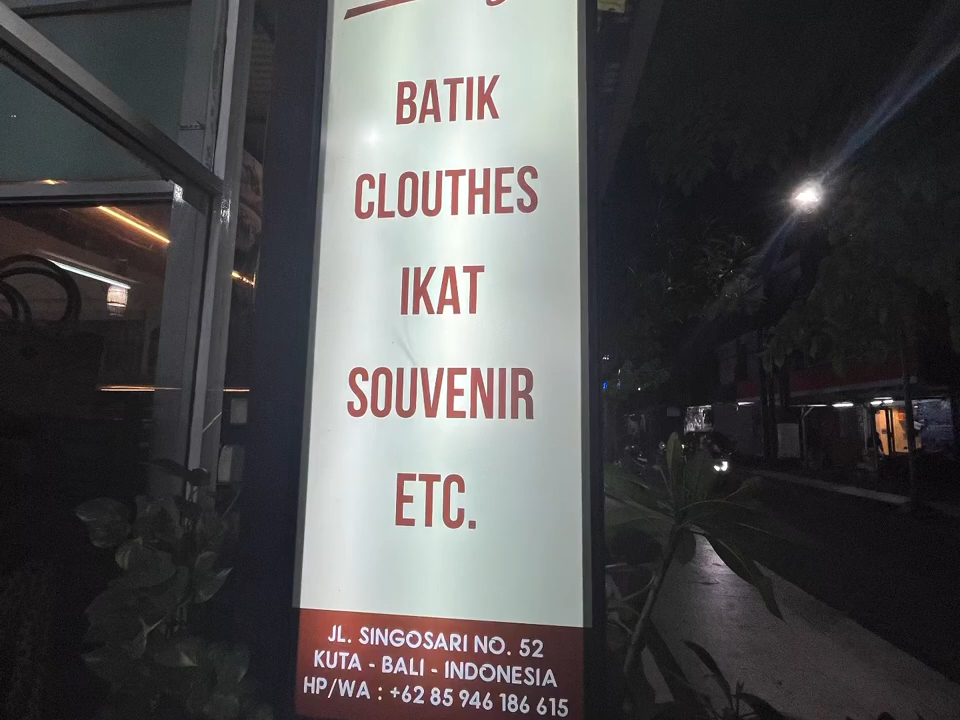 BATIK
CLOUTHES
IKAT
SOUVENIR
ETC.
JL. SINGOSARI NO. 52
KUTA - BALI - INDONESIA
HP/WA : +62 85 946 186 615